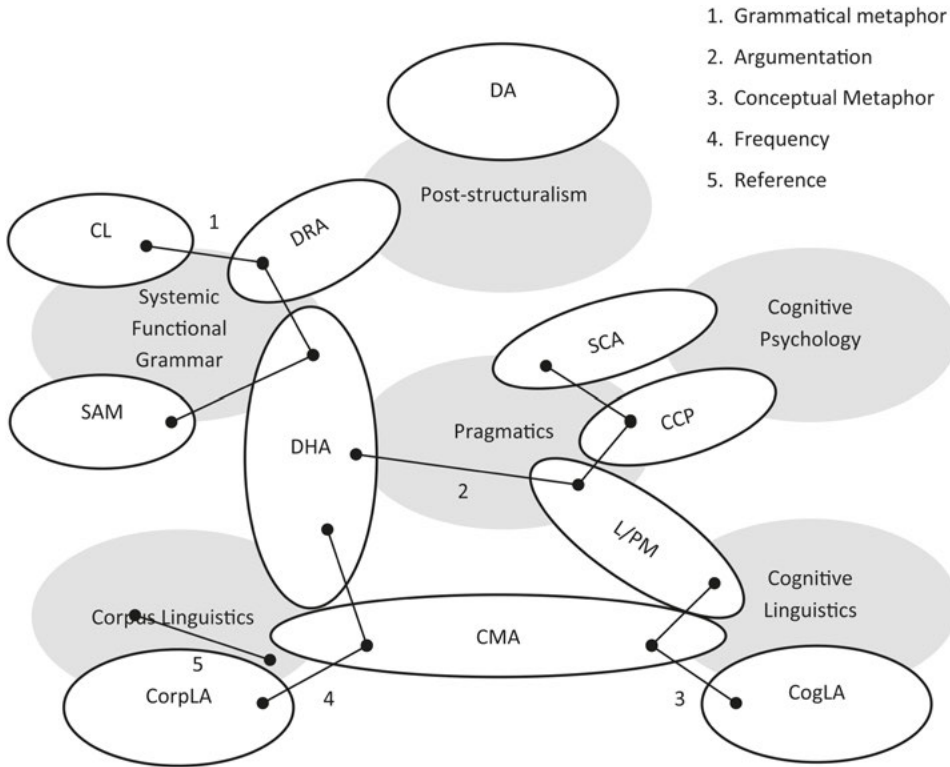 1. Grammatical metaphor
2. Argumentation
3. Conceptual Metaphor
4. Frequency
5. Reference
DA
Post-structuralism
CL
1
DRA
Systemic
Functional
Grammar
Cognitive
Psychology
SCA
SAM
CCP
DHA
Pragmatics
2
L/PM
Cognitive
Linguistics
Corpus Linguistics
CMA
5
CorpLA
4
3
CogLA